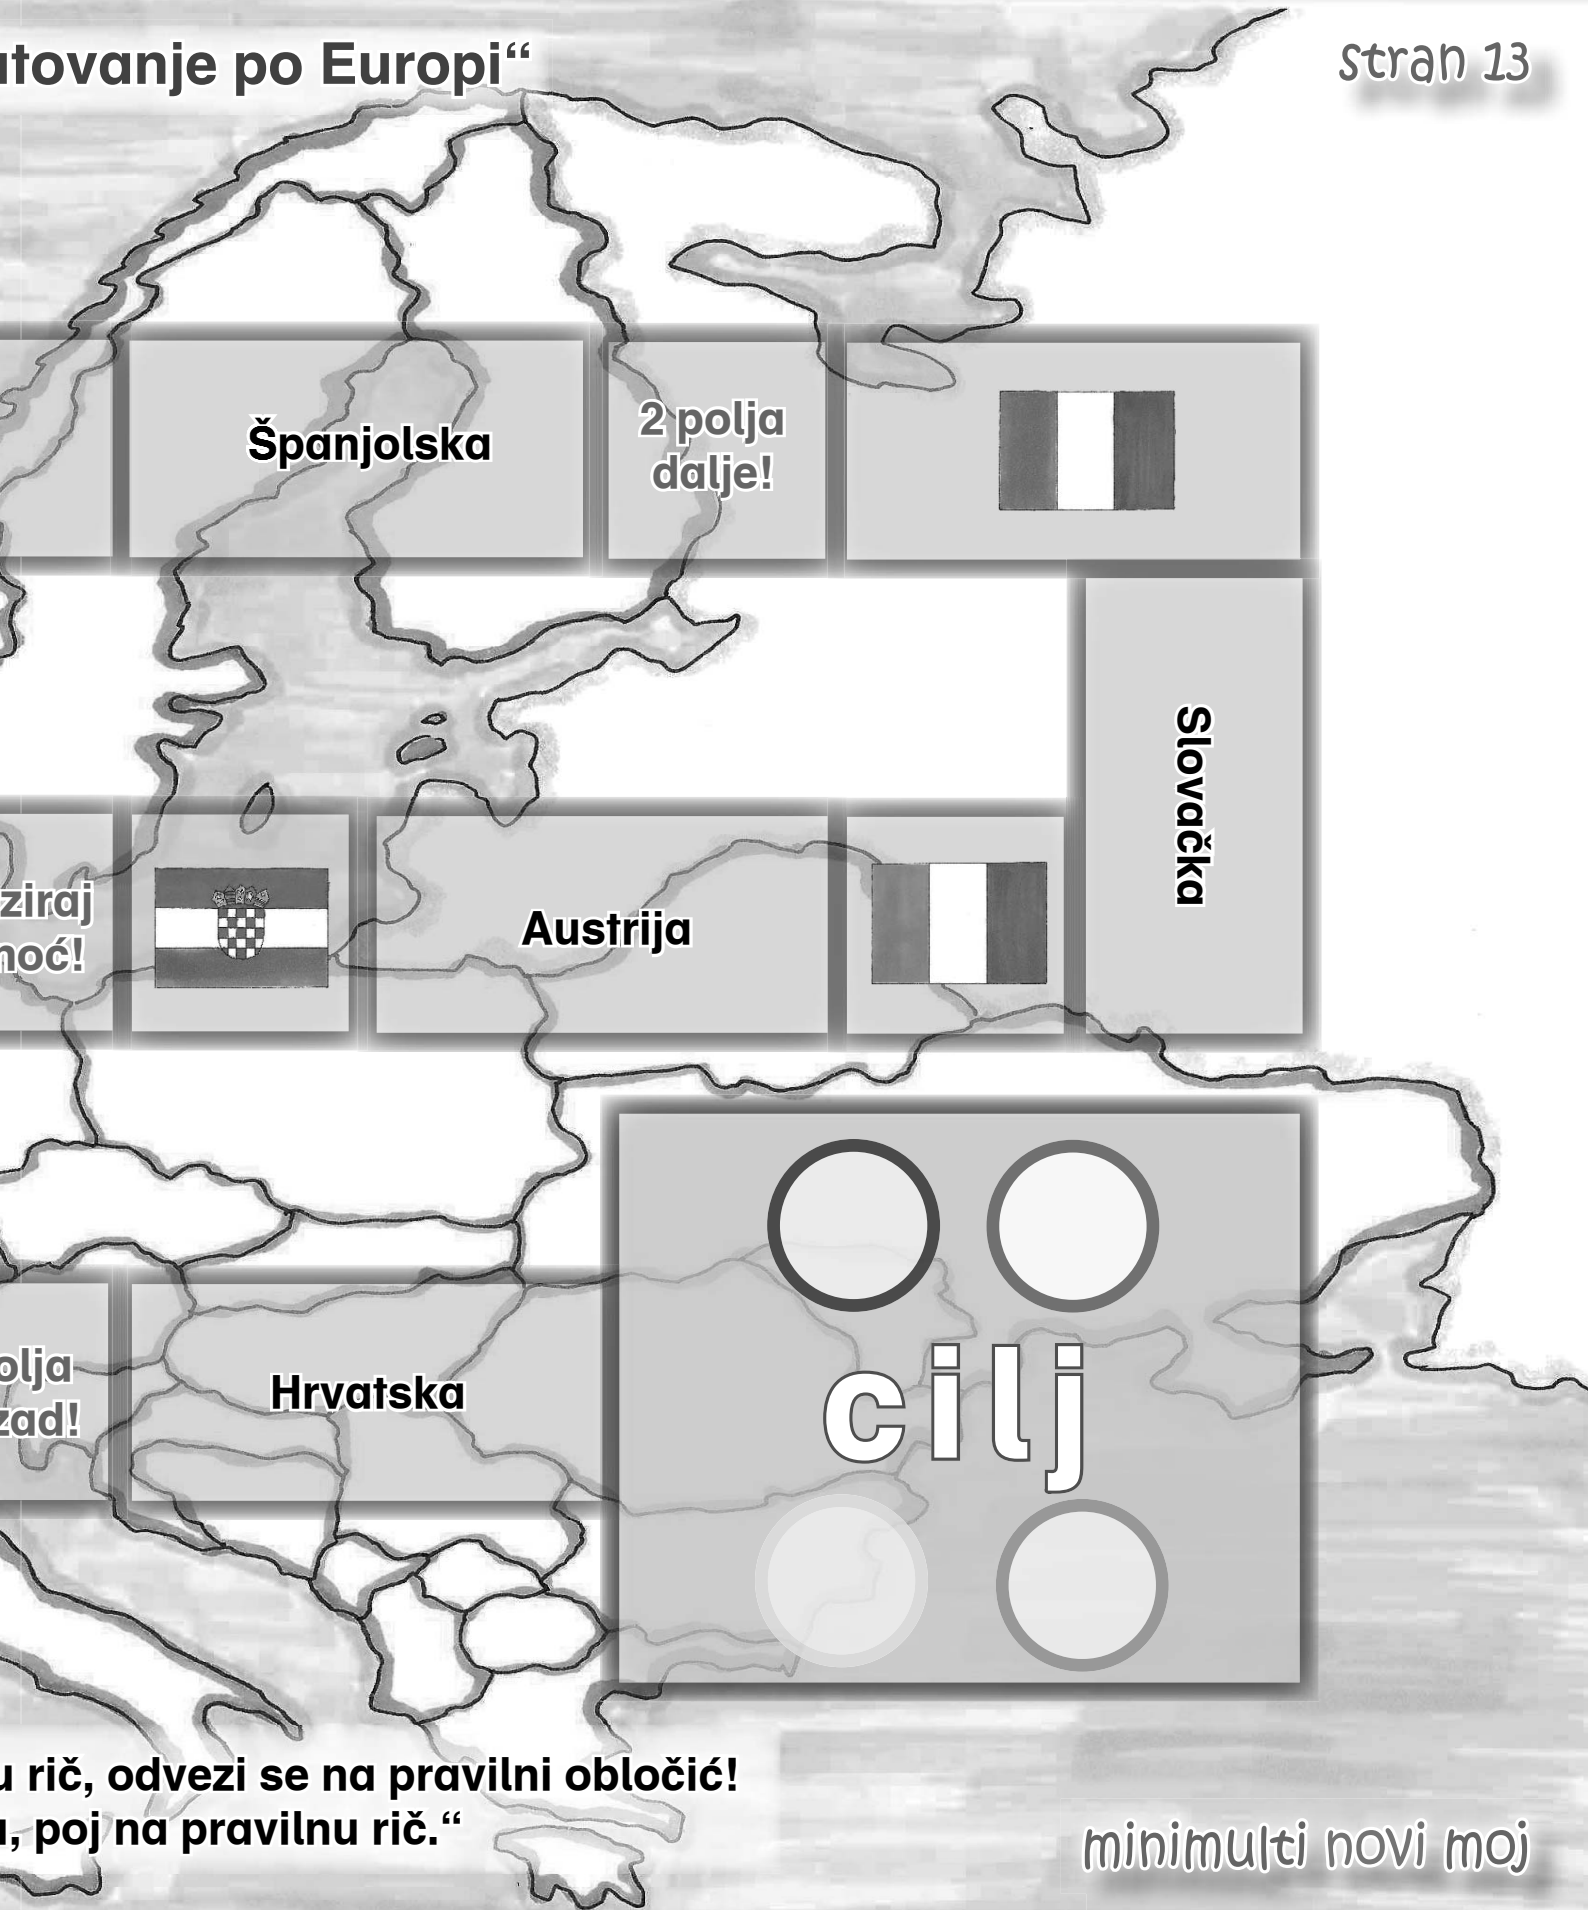 utovanje po Europi“
stran 13
Španjolska
2 polja
dalje!
Slovačka
ziraj
moć!
Austrija
olja
zad!
Hrvatska
cilj
u rič, odvezi se na pravilni obločić!
, poj na pravilnu rič.“
minimulti novi moj